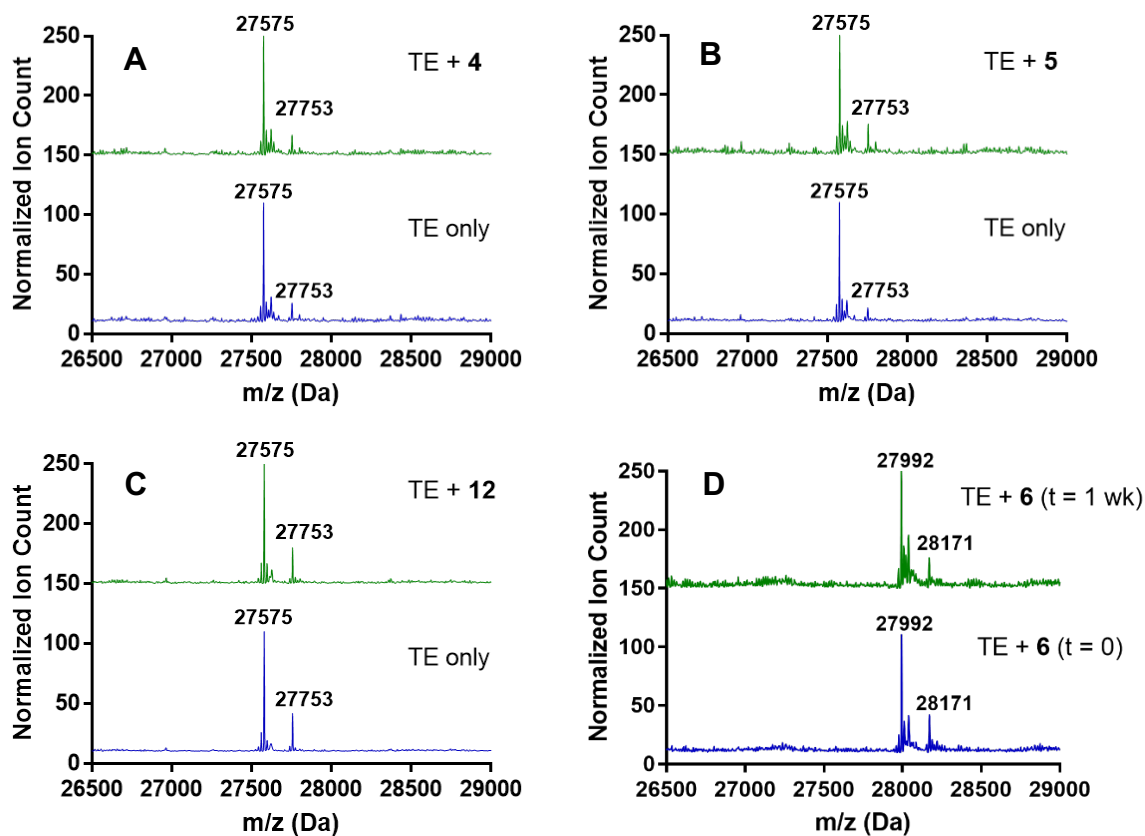 A
TE + 4
27575
27753
TE only
27575
27753
250
200
150
100
50
0
26500 27000 27500 28000 28500 29000
Normalized Ion Count
m/z (Da)
B
TE + 5
27575
27753
TE only
27575
27753
250
200
150
100
50
0
26500 27000 27500 28000 28500 29000
Normalized Ion Count
m/z (Da)
C
TE + 12
27575
27753
TE only
27575
27753
250
200
150
100
50
0
26500 27000 27500 28000 28500 29000
Normalized Ion Count
m/z (Da)
D
TE + 6 (t = 1 wk)
27992
28171
TE + 6 (t = 0)
27992
28171
250
200
150
100
50
0
26500 27000 27500 28000 28500 29000
Normalized Ion Count
m/z (Da)